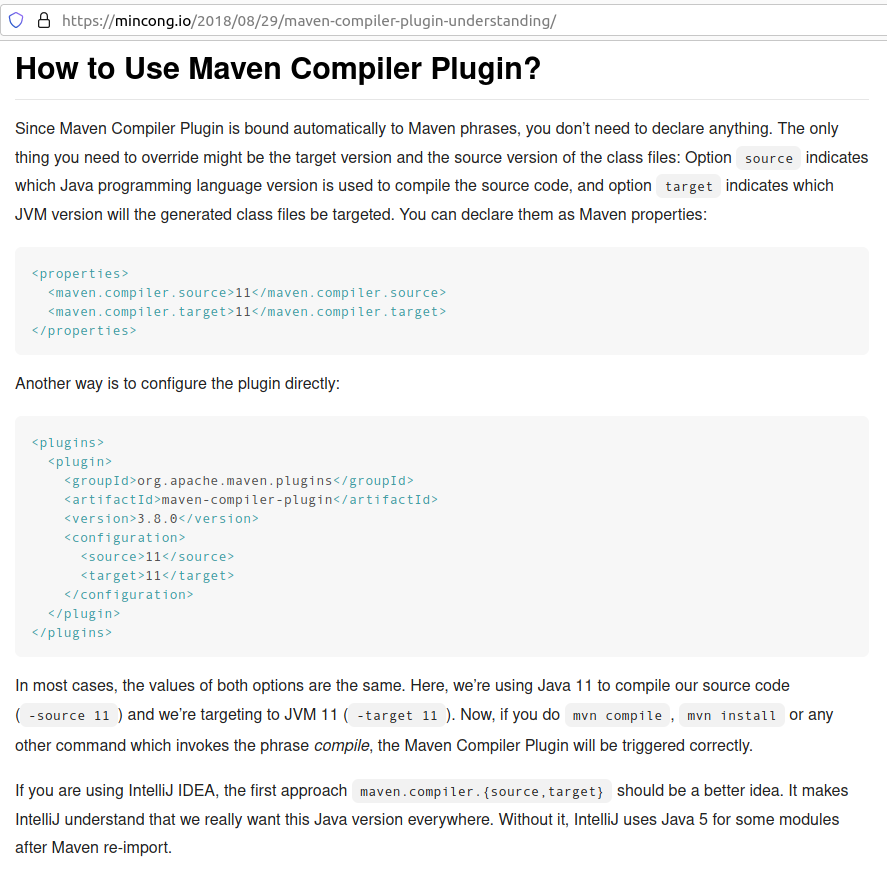 https://mincong.io/2018/08/29/maven-compiler-plugin-understanding/
How to Use Maven Compiler Plugin?
Since Maven Compiler Plugin is bound automatically to Maven phrases, you don’t need to declare anything. The only
thing you need to override might be the target version and the source version of the class files: Option source indicates
which Java programming language version is used to compile the source code, and option target indicates which
JVM version will the generated class files be targeted. You can declare them as Maven properties:
<properties>
  <maven.compiler.source>11</maven.compiler.source>
  <maven.compiler.target>11</maven.compiler.target>
</properties>
Another way is to configure the plugin directly:
<plugins>
  <plugin>
    <groupId>org.apache.maven.plugins</groupId>
    <artifactId>maven-compiler-plugin</artifactId>
    <version>3.8.0</version>
    <configuration>
      <source>11</source>
      <target>11</target>
    </configuration>
  </plugin>
</plugins>
In most cases, the values of both options are the same. Here, we’re using Java 11 to compile our source code
( -source 11 ) and we’re targeting to JVM 11 ( -target 11 ). Now, if you do mvn compile , mvn install or any
other command which invokes the phrase compile, the Maven Compiler Plugin will be triggered correctly.
If you are using IntelliJ IDEA, the first approach maven.compiler.{source,target} should be a better idea. It makes
IntelliJ understand that we really want this Java version everywhere. Without it, IntelliJ uses Java 5 for some modules
after Maven re-import.